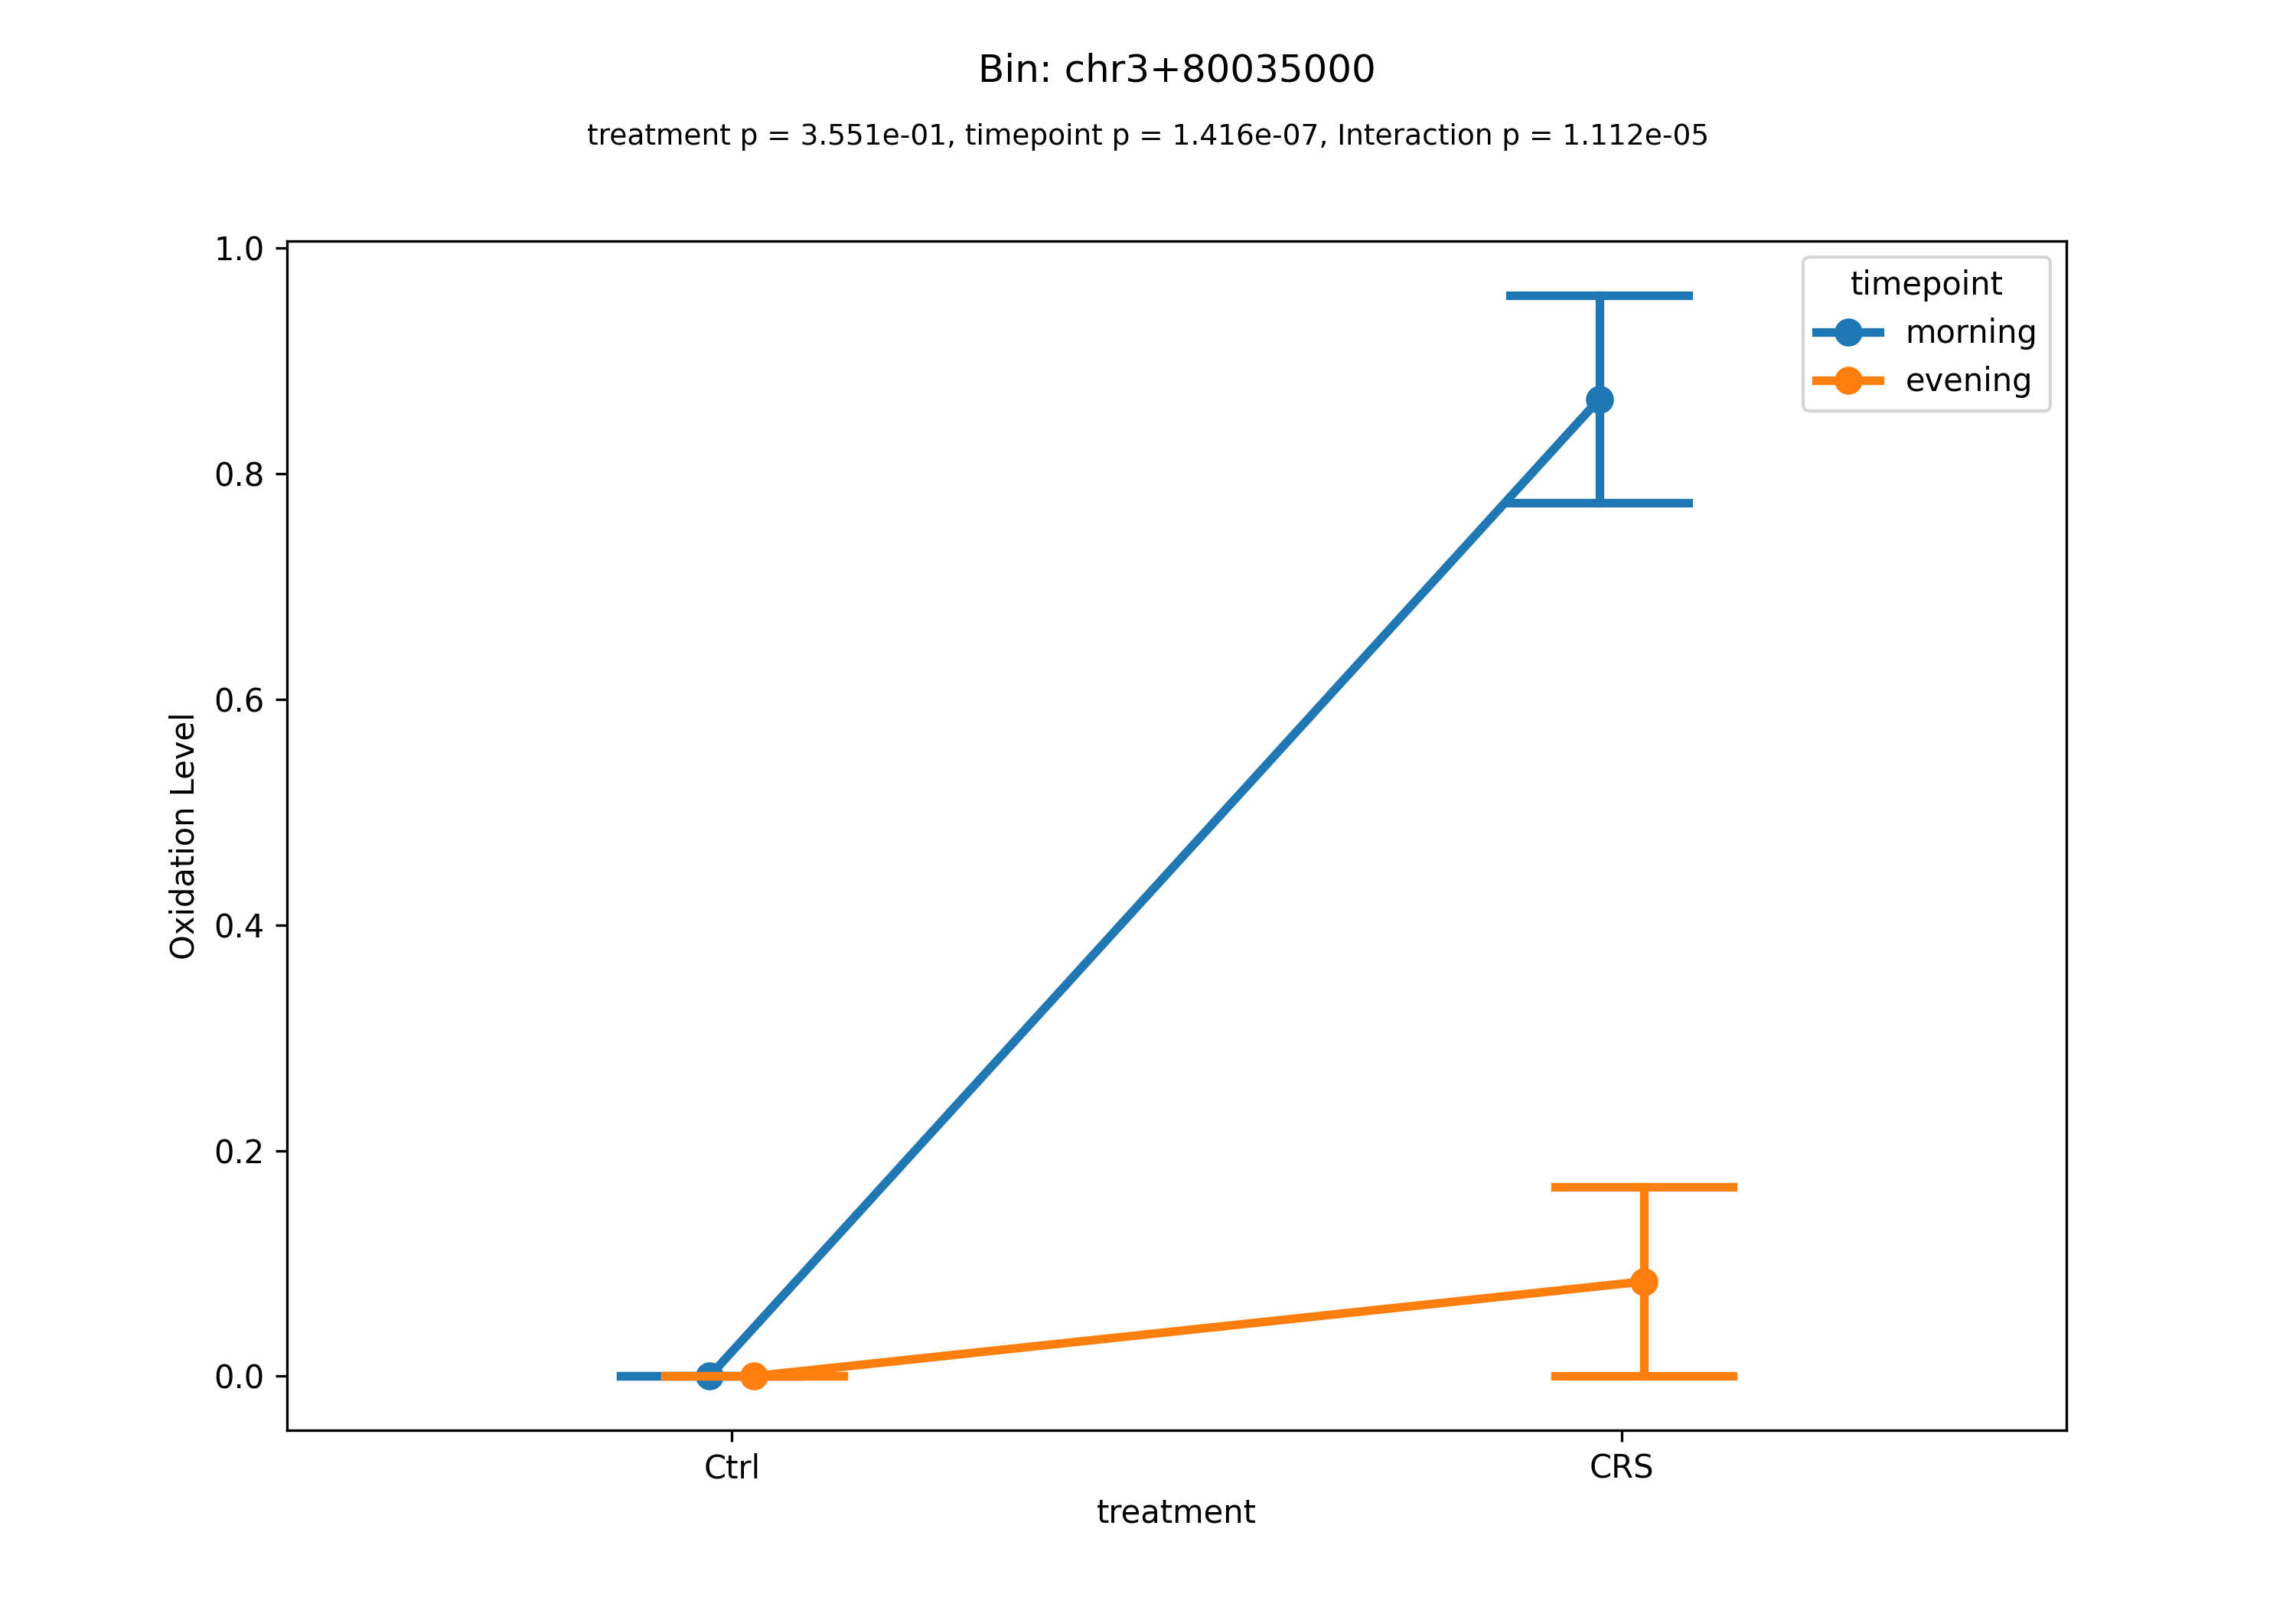 Bin: chr3+80035000
treatment p = 3.551e-01, timepoint p = 1.416e-07, Interaction p = 1.112e-05
timepoint
morning
evening
1.0
0.8
0.6
0.4
0.2
0.0
Oxidation Level
Ctrl
CRS
treatment